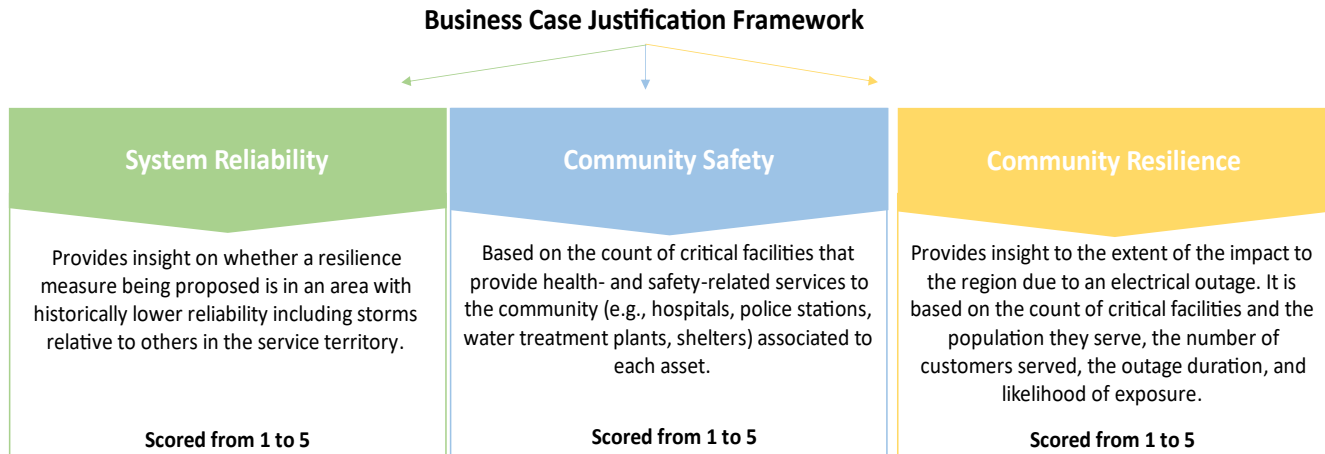 Business Case Justification Framework
System Reliability
Provides insight on whether a resilience
measure being proposed is in an area with
historically lower reliability including storms
relative to others in the service territory.
Scored from 1 to 5
Community Safety
Based on the count of critical facilities that
provide health- and safety-related services to
the community (e.g., hospitals, police stations,
water treatment plants, shelters) associated to
each asset.
Scored from 1 to 5
Community Resilience
Provides insight to the extent of the impact to
the region due to an electrical outage. It is
based on the count of critical facilities and the
population they serve, the number of
customers served, the outage duration, and
likelihood of exposure.
Scored from 1 to 5